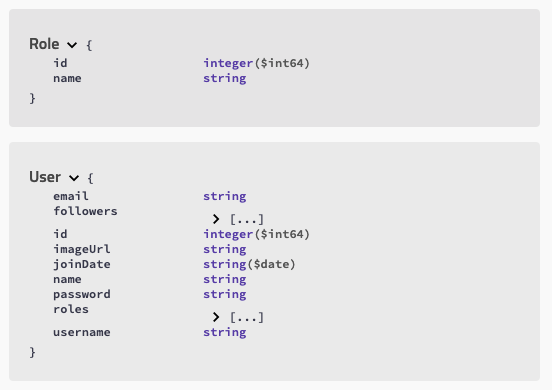 Role {
id integer($int64)
name string
}
User {
email string
followers [...]
id integer($int64)
imageUrl string
joinDate string($date)
name string
password string
roles [...]
username string
}